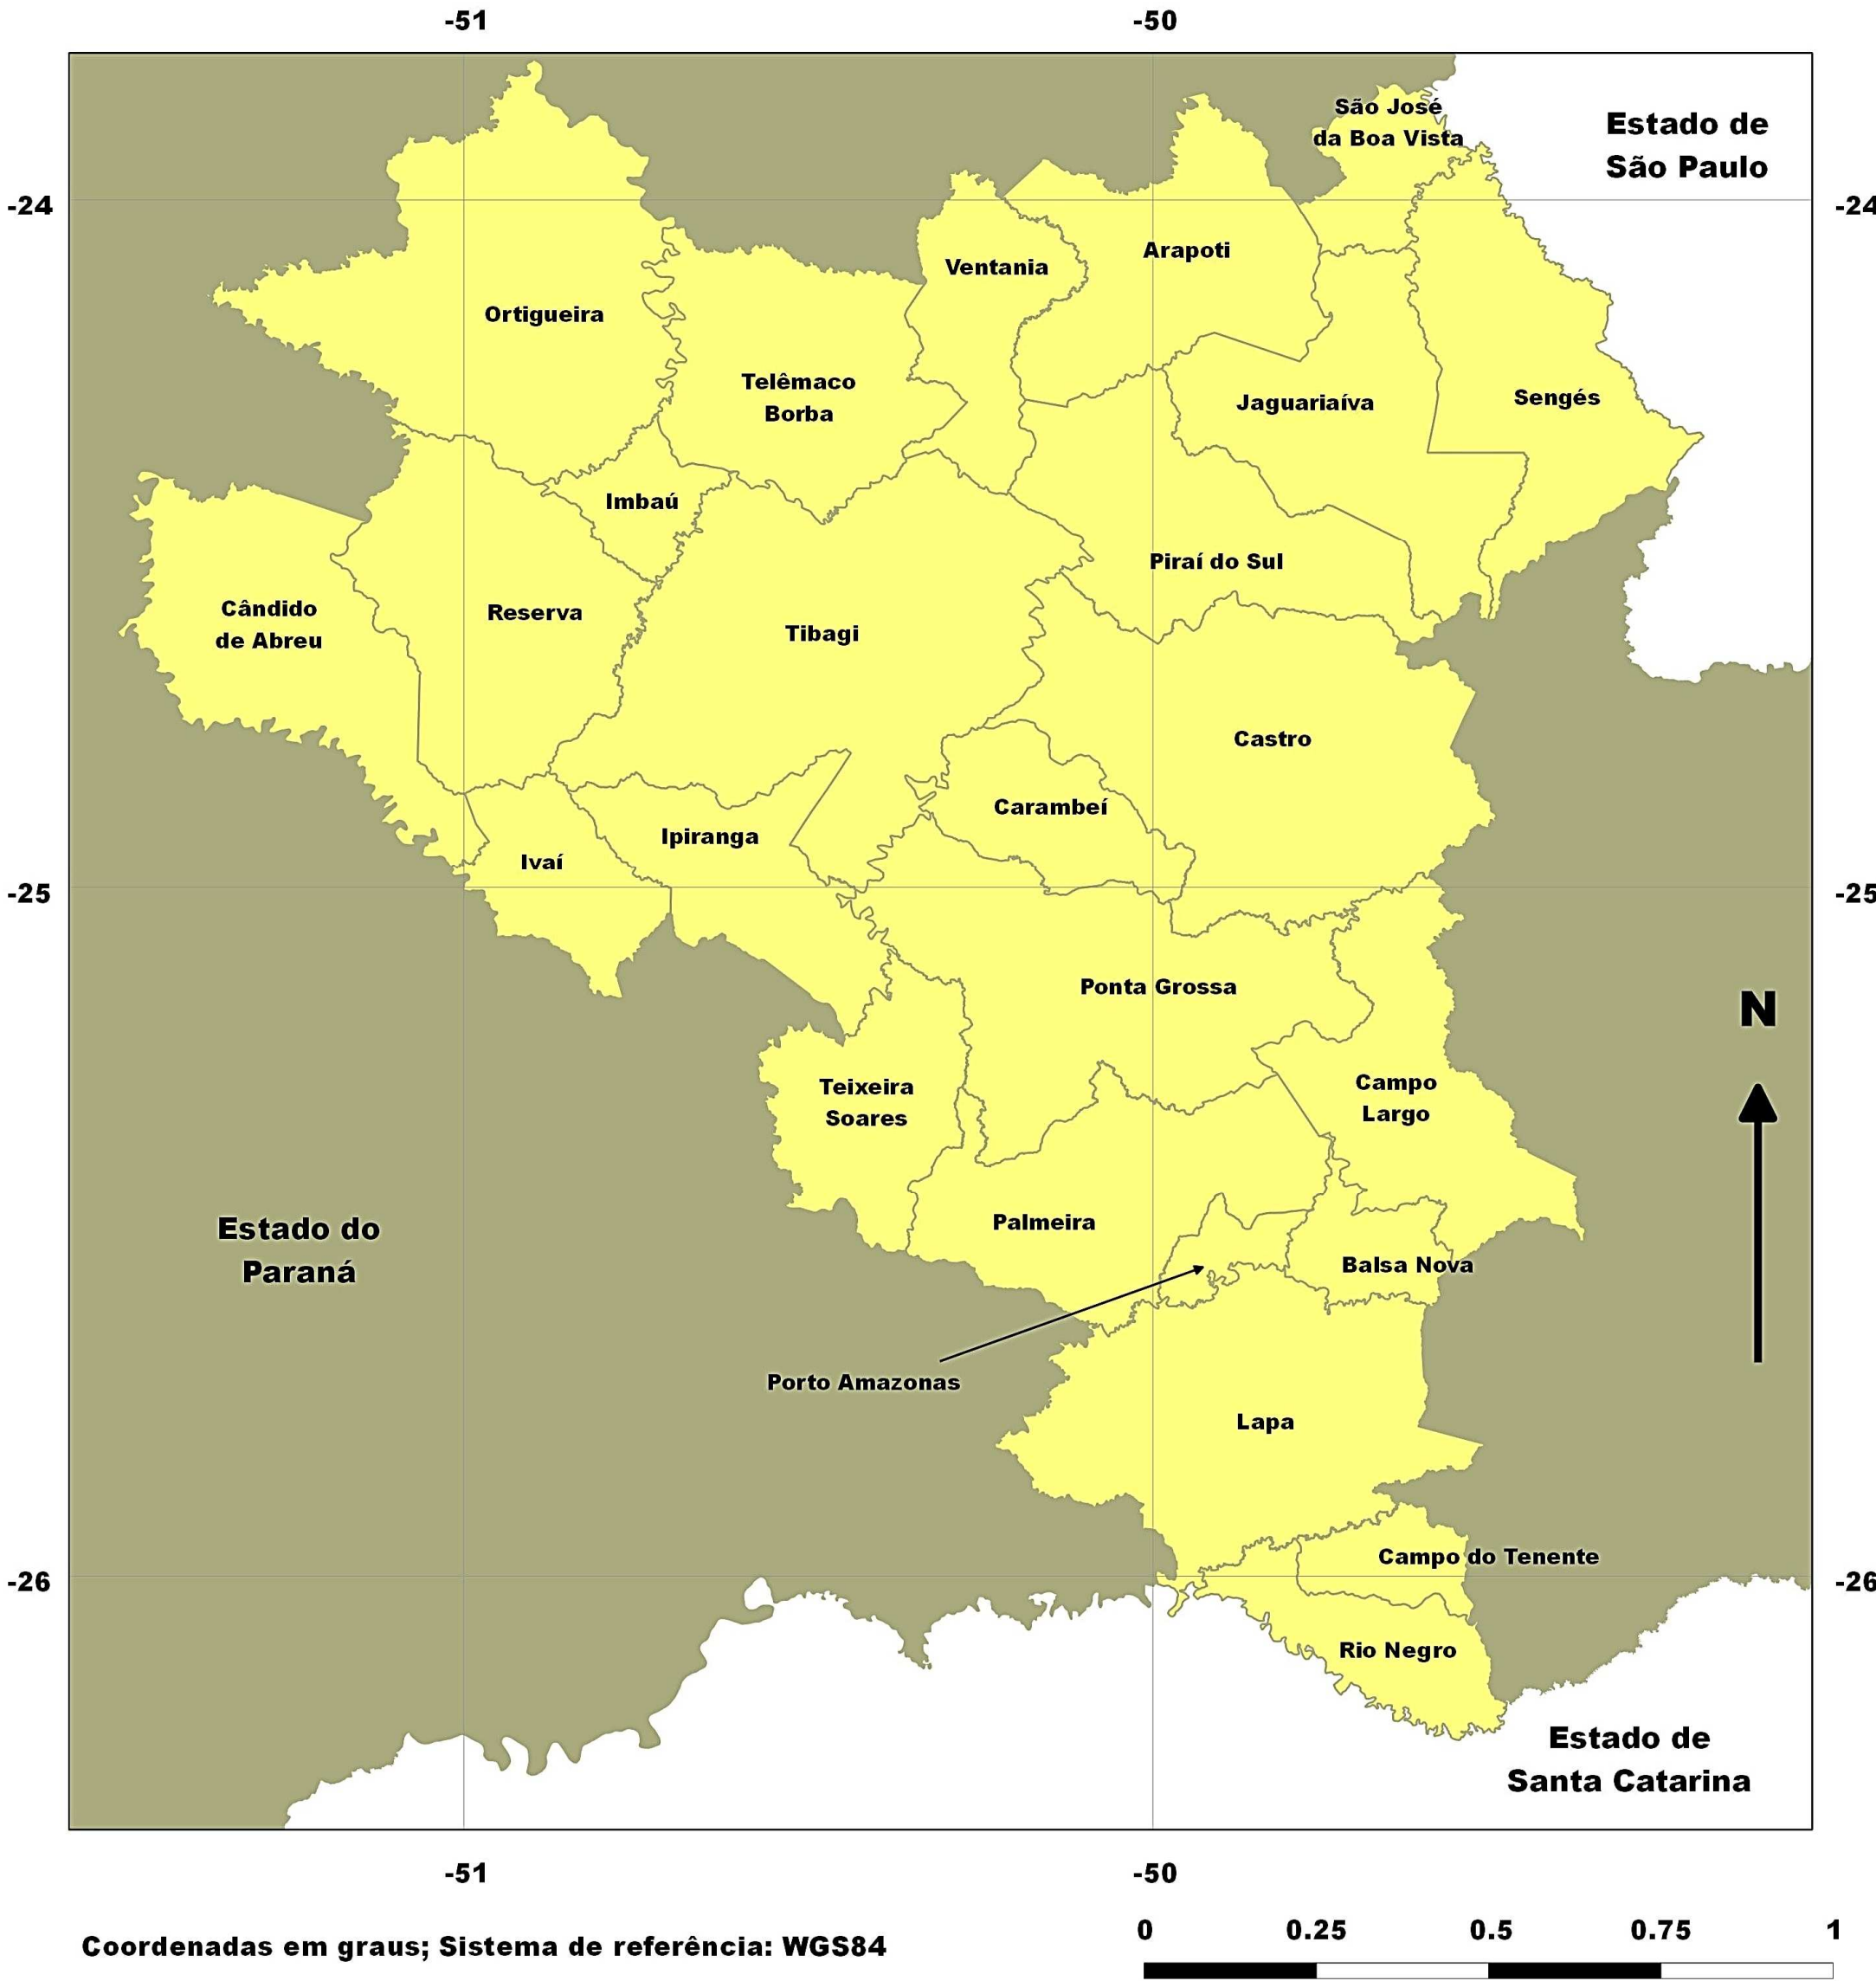 -51
-50
São José
da Boa Vista
Estado de
São Paulo
-24
-24
Arapoti
Ventania
Ortigueira
Telêmaco
Borba
Jaguariaíva
Sengés
Imbaú
Piraí do Sul
Cândido
de Abreu
Reserva
Tibagi
Castro
Carambeí
Ipiranga
Ivaí
-25
-25
Ponta Grossa
N
Teixeira
Soares
Campo
Largo
Palmeira
Estado do
Paraná
Balsa Nova
Porto Amazonas
Lapa
Campo do Tenente
-26
-26
Rio Negro
Estado de
Santa Catarina
-51
-50
0 0.25 0.5 0.75 1
Coordenadas em graus; Sistema de referência: WGS84